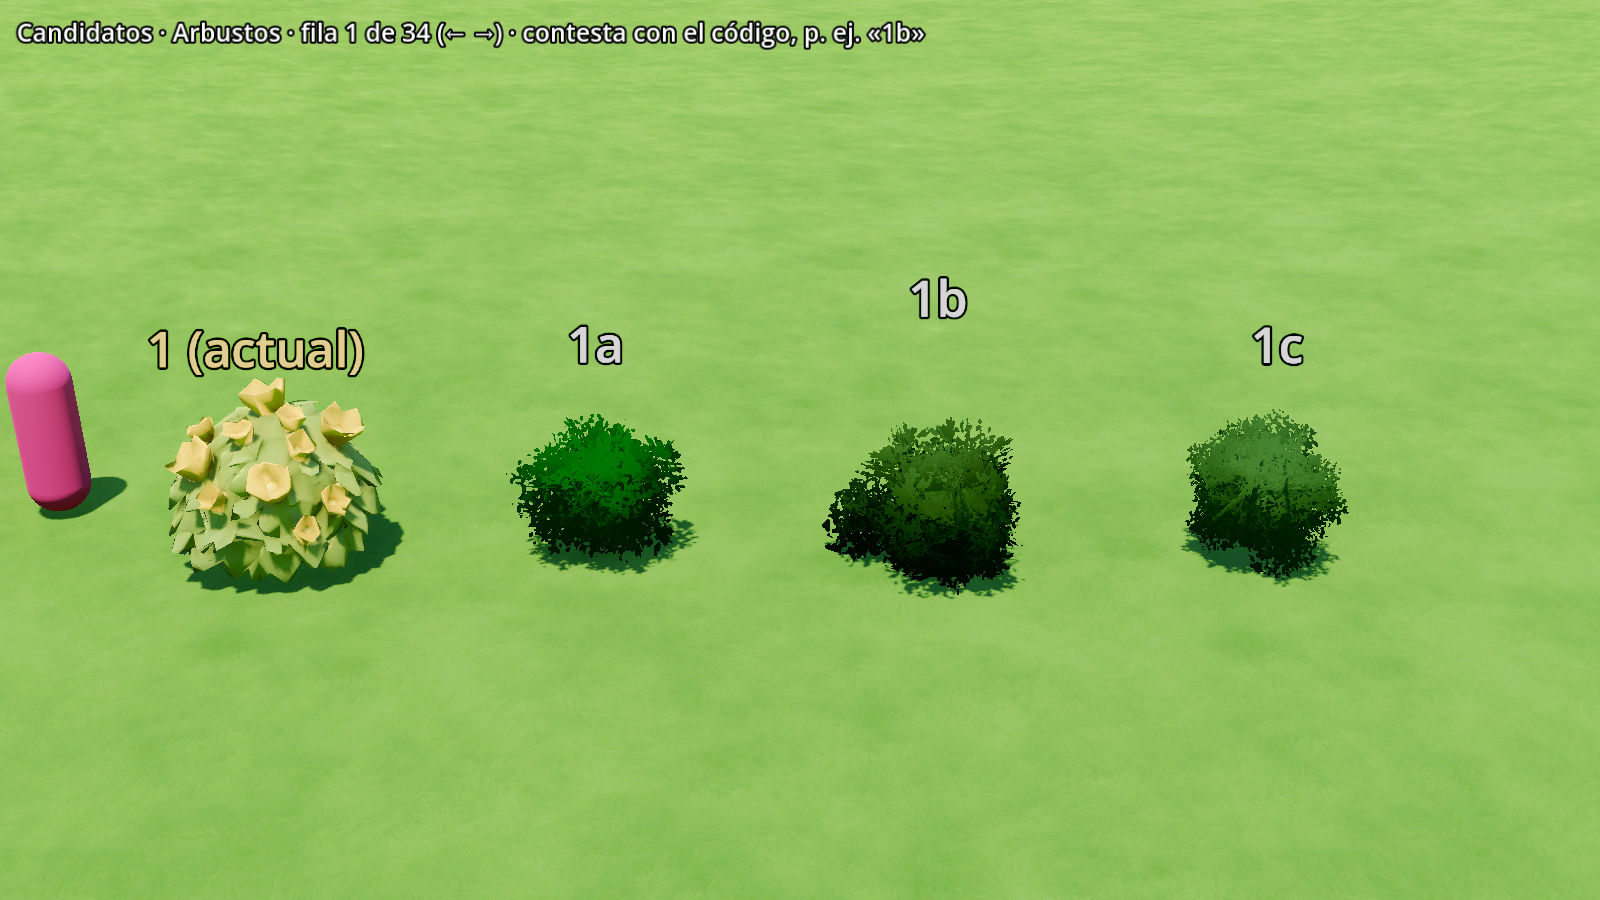 Candidatos · Arbustos · fila 1 de 34 (← →) · contesta con el código, p. ej. «1b»
1b
1 (actual)
1a
1c